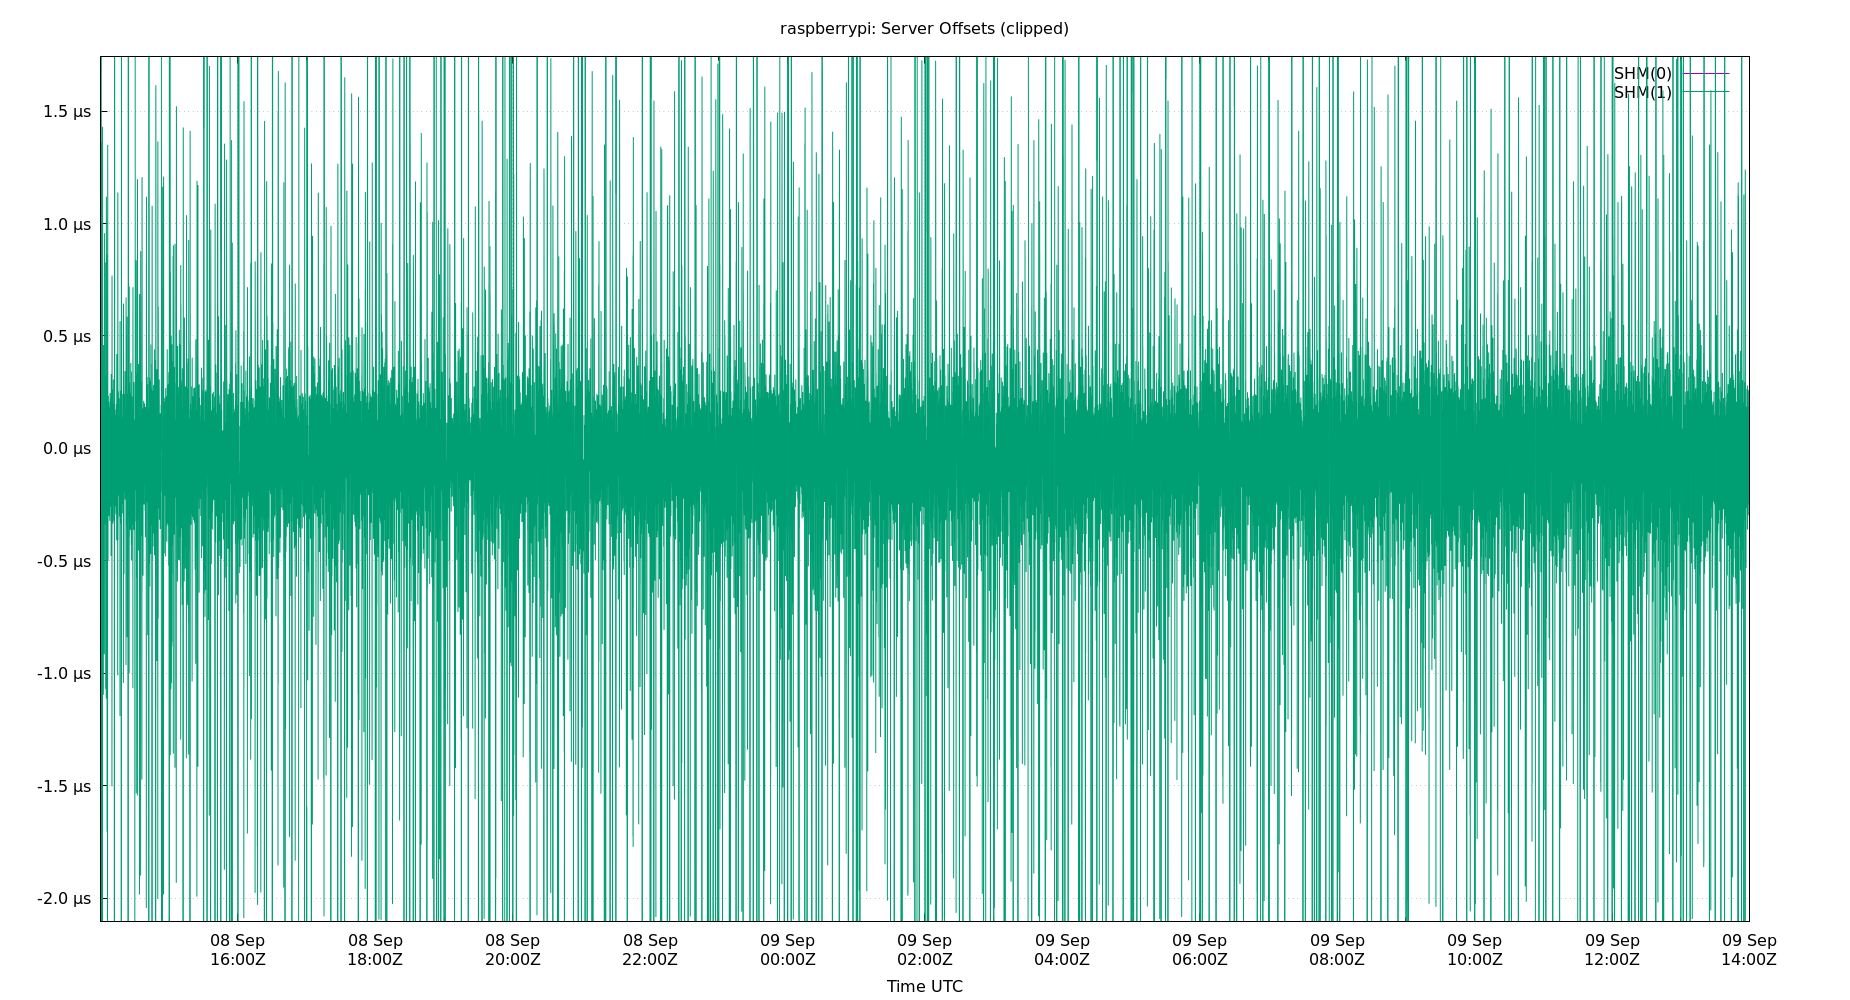 raspberrypi: Server Offsets (clipped)
SHM(0)
SHM(1)
1.5 µs
1.0 µs
0.5 µs
0.0 µs
-0.5 µs
-1.0 µs
-1.5 µs
-2.0 µs
08 Sep 08 Sep 08 Sep 08 Sep 09 Sep 09 Sep 09 Sep 09 Sep 09 Sep 09 Sep 09 Sep 09 Sep
16:00Z 18:00Z 20:00Z 22:00Z 00:00Z 02:00Z 04:00Z 06:00Z 08:00Z 10:00Z 12:00Z 14:00Z
Time UTC